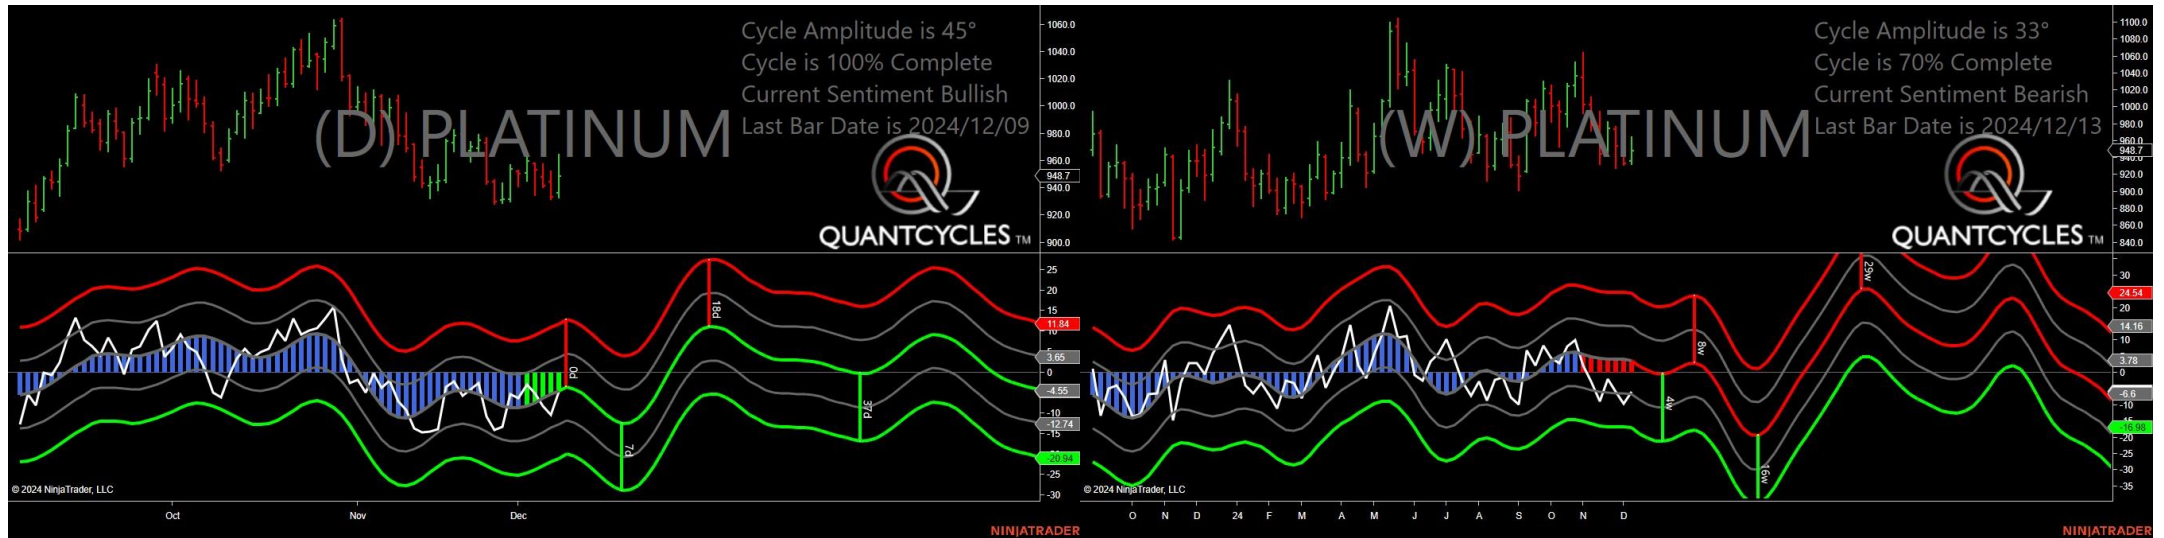 Cycle Amplitude is 45°
Cycle is 100% Complete
Current Sentiment Bullish
Last Bar Date is 2024/12/09
(D) PLATINUM
QUANTCYCLES TM
1060.0
1040.0
1020.0
1000.0
980.0
960.0
948.7
940.0
920.0
900.0
25
20
15
11.84
3.65
0
-4.55
-10
-12.74
-15
-20.94
-25
-30
0d
7d
18d
37d
© 2024 NinjaTrader, LLC
Oct
Nov
Dec
NINJATRADER
Cycle Amplitude is 33°
Cycle is 70% Complete
Current Sentiment Bearish
Last Bar Date is 2024/12/13
(W) PLATINUM
QUANTCYCLES TM
1100.0
1080.0
1060.0
1040.0
1020.0
1000.0
980.0
960.0
948.7
940.0
920.0
900.0
880.0
860.0
840.0
30
24.54
20
14.16
3.78
0
-6.6
-10
-16.98
-20
-25
-30
-35
4w
8w
16w
29w
© 2024 NinjaTrader, LLC
O
N
D
24
F
M
A
M
J
J
A
S
O
N
D
NINJATRADER